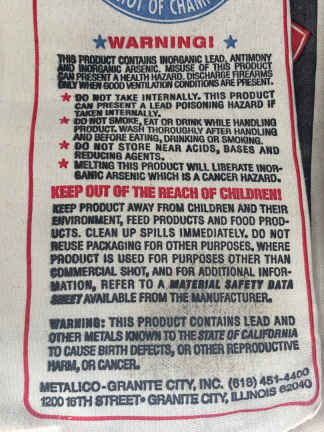 SHOT OF CHAMP
WARNING!
THIS PRODUCT CONTAINS INORGANIC LEAD, ANTIMONY
AND INORGANIC ARSENIC. MISUSE OF THIS PRODUCT
CAN PRESENT A HEALTH HAZARD. DISCHARGE FIREARMS
ONLY WHEN GOOD VENTILATION CONDITIONS ARE PRESENT.
DO NOT TAKE INTERNALLY. THIS PRODUCT
CAN PRESENT A LEAD POISONING HAZARD IF
TAKEN INTERNALLY.
DO NOT SMOKE, EAT OR DRINK WHILE HANDLING
PRODUCT. WASH THOROUGHLY AFTER HANDLING
AND BEFORE EATING, DRINKING OR SMOKING.
DO NOT STORE NEAR ACIDS, BASES AND
REDUCING AGENTS.
MELTING THIS PRODUCT WILL LIBERATE INOR-
GANIC ARSENIC WHICH IS A CANCER HAZARD.
KEEP OUT OF THE REACH OF CHILDREN!
KEEP PRODUCT AWAY FROM CHILDREN AND THEIR
ENVIRONMENT, FEED PRODUCTS AND FOOD PROD-
UCTS. CLEAN UP SPILLS IMMEDIATELY. DO NOT
REUSE PACKAGING FOR OTHER PURPOSES. WHERE
PRODUCT IS USED FOR PURPOSES OTHER THAN
COMMERCIAL SHOT, AND FOR ADDITIONAL INFOR-
MATION, REFER TO A MATERIAL SAFETY DATA
SHEET AVAILABLE FROM THE MANUFACTURER.
WARNING: THIS PRODUCT CONTAINS LEAD AND
OTHER METALS KNOWN TO THE STATE OF CALIFORNIA
TO CAUSE BIRTH DEFECTS, OR OTHER REPRODUCTIVE
HARM, OR CANCER.
METALICO-GRANITE CITY, INC. (618) 451-4400
1200 16TH STREET• GRANITE CITY, ILLINOIS 62040